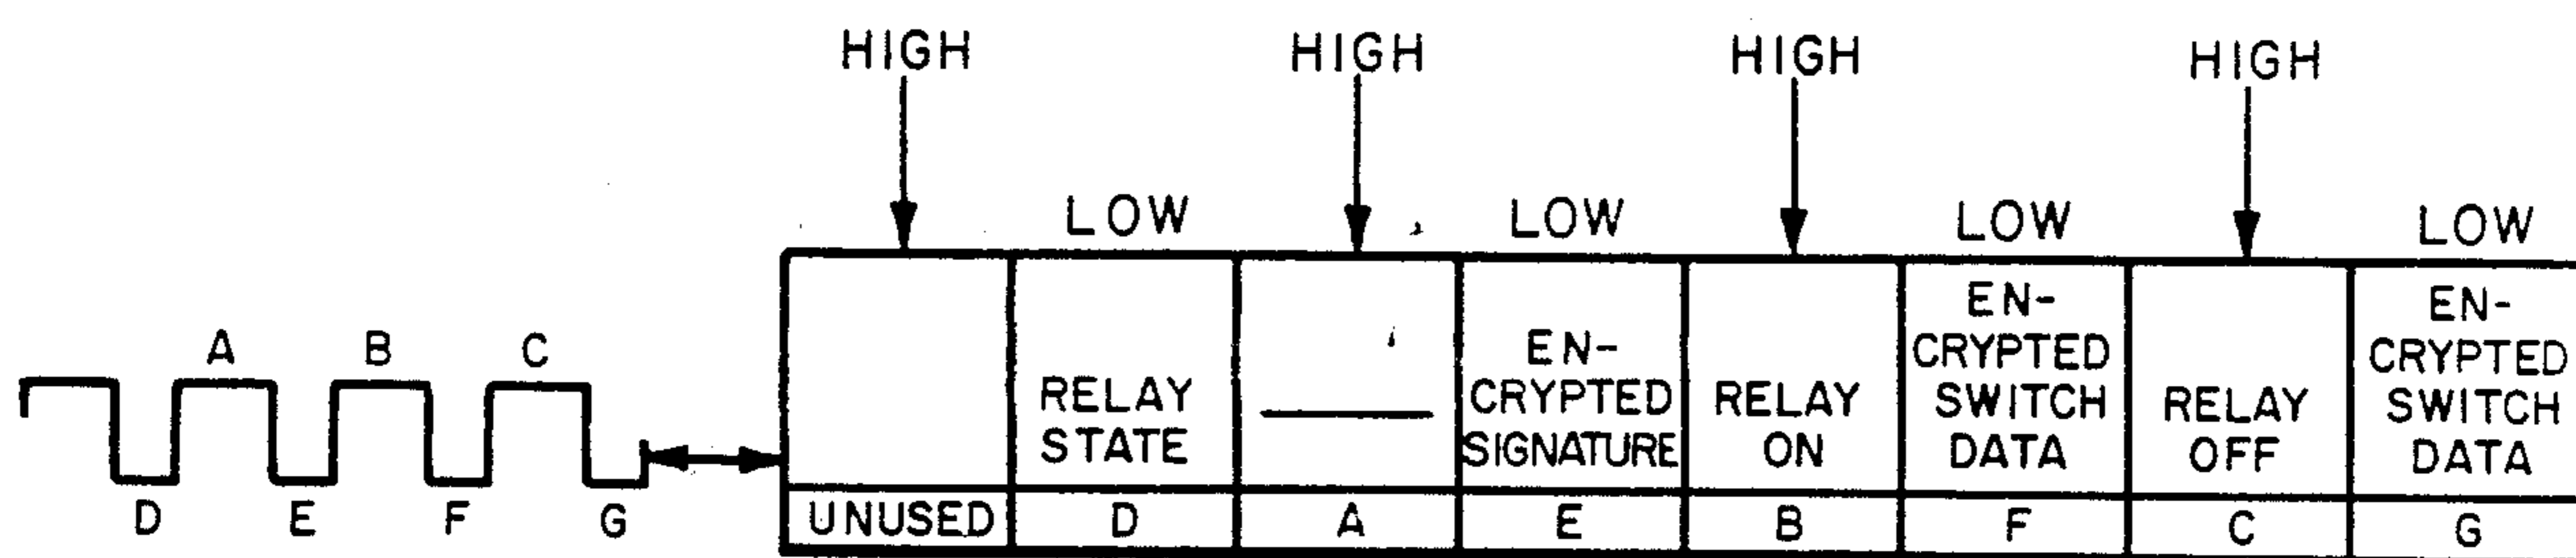 HIGH HIGH HIGH HIGH
LOW LOW LOW LOW
A B C
D E F G
RELAY
STATE
EN-
CRYPTED
SIGNATURE
RELAY
ON
EN-
CRYPTED
SWITCH
DATA
RELAY
OFF
EN-
CRYPTED
SWITCH
DATA
UNUSED D A E B F C G